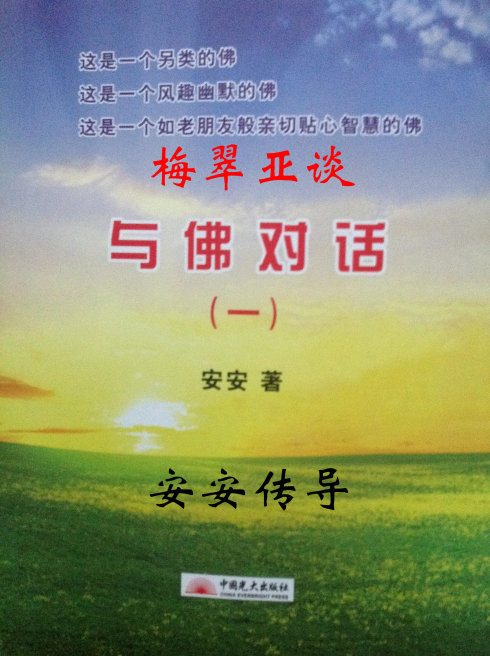 这是一个另类的佛
这是一个风趣幽默的佛
这是一个如老朋友般亲切贴心智慧的佛
梅翠亚谈
与佛对话
(一)
安安 著
安安传导
中国光大出版社
CHINA EVERBRIGHT PRESS